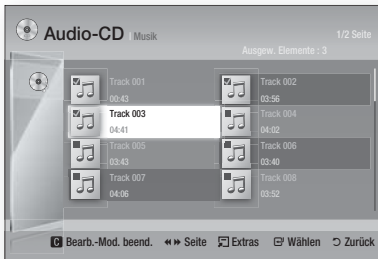 Audio-CD | Musik
1/2 Seite
Ausgew. Elemente : 3
Track 001
00:43
Track 002
03:56
Track 003
04:41
Track 004
04:02
Track 005
03:43
Track 006
03:40
Track 007
04:06
Track 008
03:52
C Bearb.-Mod. beend. Seite Extras Wählen Zurück